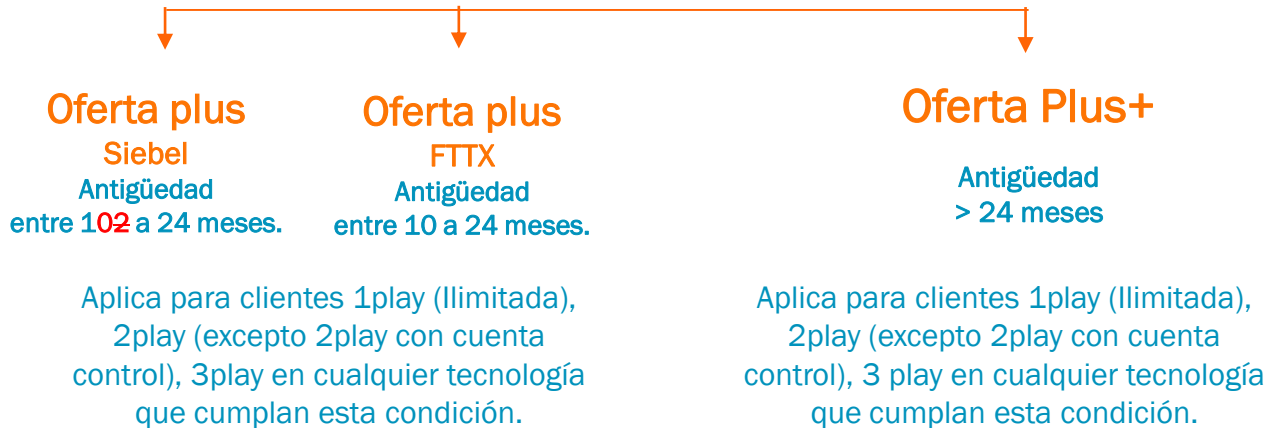 Oferta plus
Siebel
Antigüedad
entre 102 a 24 meses.
Oferta plus
FTTX
Antigüedad
entre 10 a 24 meses.
Aplica para clientes 1play (Ilimitada),
2play (excepto 2play con cuenta
control), 3play en cualquier tecnología
que cumplan esta condición.
Oferta Plus+
Antigüedad
> 24 meses
Aplica para clientes 1play (Ilimitada),
2play (excepto 2play con cuenta
control), 3 play en cualquier tecnología
que cumplan esta condición.